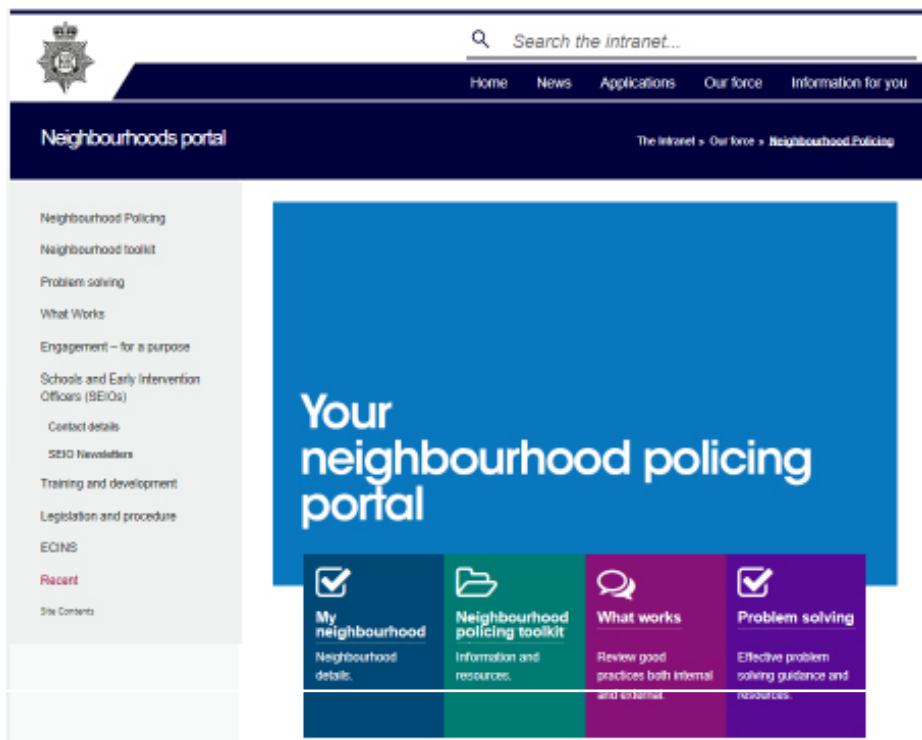 Search the intranet...
Home News Applications Our force Information for you
Neighbourhoods portal
The Intranet » Our force » Neighbourhood Policing
Neighbourhood Policing
Neighbourhood toolkit
Problem solving
What Works
Engagement – for a purpose
Schools and Early Intervention
Officers (SEIOs)
Contact details
SEIO Newsletters
Training and development
Legislation and procedure
ECINS
Recent
Site Contents
Your
neighbourhood policing
portal
My
neighbourhood
Neighbourhood
details.
Neighbourhood
policing toolkit
Information and
resources.
What works
Review good
practices both internal
and external.
Problem solving
Effective problem
solving guidance and
resources.